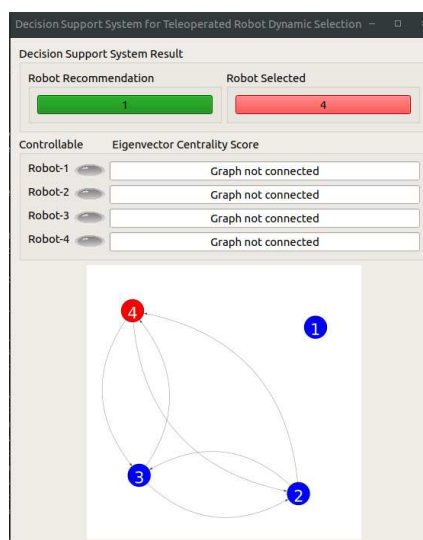 Decision Support System for Teleoperated Robot Dynamic Selection
Decision Support System Result
Robot Recommendation Robot Selected
1 4
Controllable Eigenvector Centrality Score
Robot-1 Graph not connected
Robot-2 Graph not connected
Robot-3 Graph not connected
Robot-4 Graph not connected
4
1
3
2